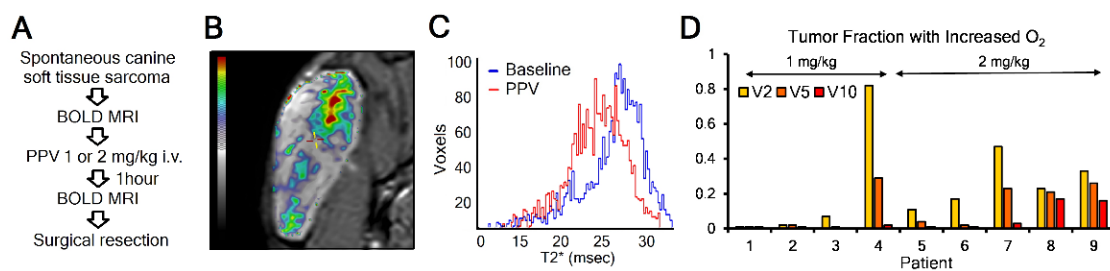 A
Spontaneous canine
soft tissue sarcoma
BOLD MRI
PPV 1 or 2 mg/kg i.v.
1hour
BOLD MRI
Surgical resection
B
C
Baseline
PPV
100
80
60
40
20
Voxels
0 15 20 25 30
T2* (msec)
D
Tumor Fraction with Increased O₂
1 mg/kg 2 mg/kg
V2 V5 V10
1
0.8
0.6
0.4
0.2
0
1 2 3 4 5 6 7 8 9
Patient